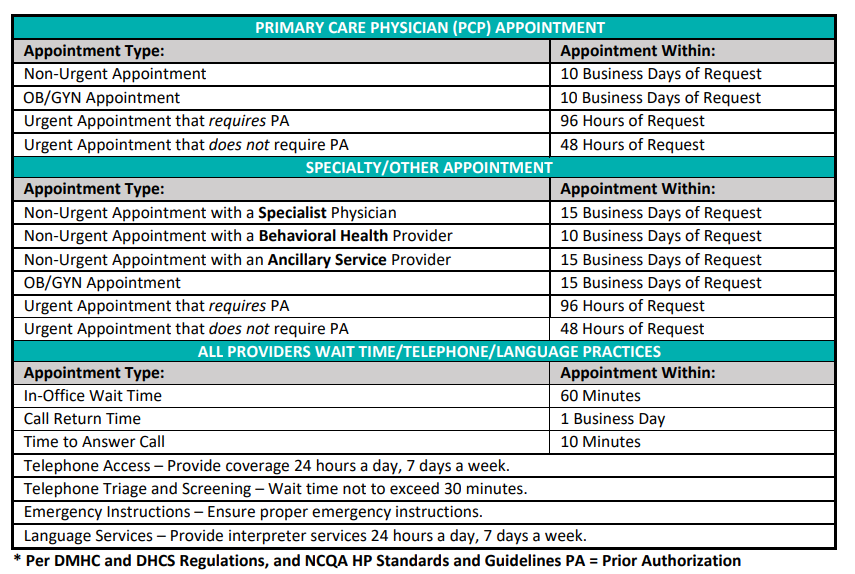 PRIMARY CARE PHYSICIAN (PCP) APPOINTMENT
Appointment Type: Appointment Within:
Non-Urgent Appointment 10 Business Days of Request
OB/GYN Appointment 10 Business Days of Request
Urgent Appointment that requires PA 96 Hours of Request
Urgent Appointment that does not require PA 48 Hours of Request
SPECIALTY/OTHER APPOINTMENT
Appointment Type: Appointment Within:
Non-Urgent Appointment with a Specialist Physician 15 Business Days of Request
Non-Urgent Appointment with a Behavioral Health Provider 10 Business Days of Request
Non-Urgent Appointment with an Ancillary Service Provider 15 Business Days of Request
OB/GYN Appointment 15 Business Days of Request
Urgent Appointment that requires PA 96 Hours of Request
Urgent Appointment that does not require PA 48 Hours of Request
ALL PROVIDERS WAIT TIME/TELEPHONE/LANGUAGE PRACTICES
Appointment Type: Appointment Within:
In-Office Wait Time 60 Minutes
Call Return Time 1 Business Day
Time to Answer Call 10 Minutes
Telephone Access – Provide coverage 24 hours a day, 7 days a week.
Telephone Triage and Screening – Wait time not to exceed 30 minutes.
Emergency Instructions – Ensure proper emergency instructions.
Language Services – Provide interpreter services 24 hours a day, 7 days a week.
* Per DMHC and DHCS Regulations, and NCQA HP Standards and Guidelines PA = Prior Authorization